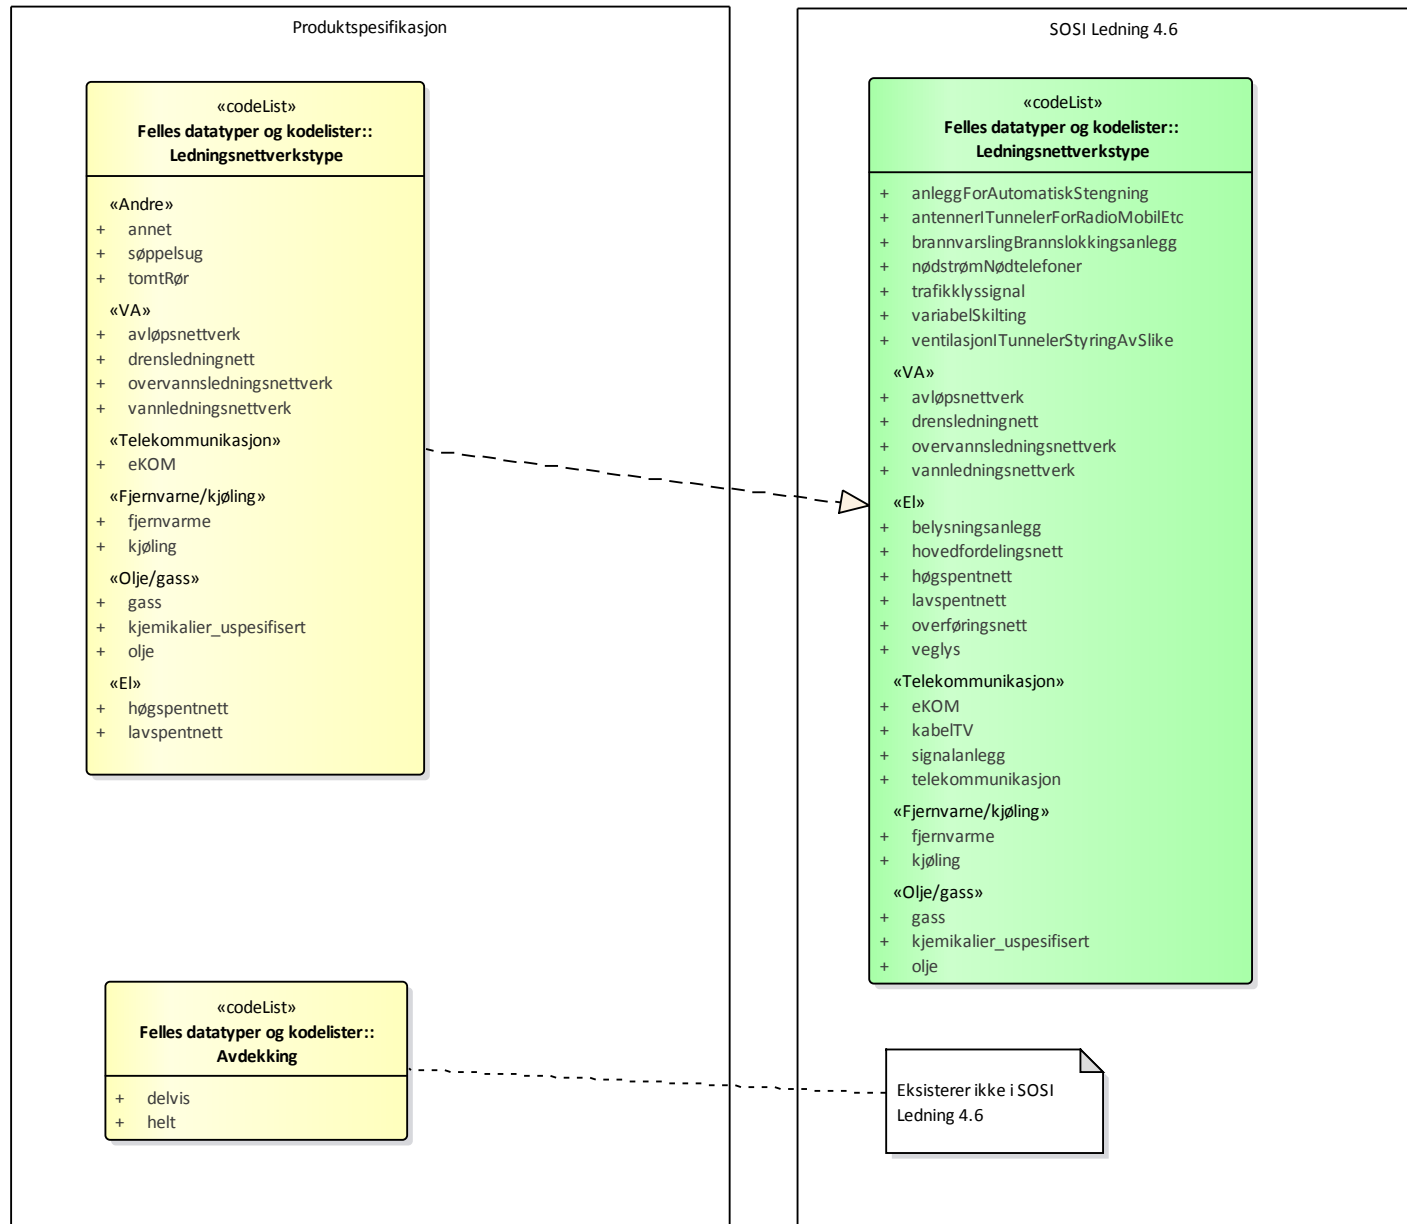 Produktspesifikasjon
«codeList»
Felles datatyper og kodelister::
Ledningsnettverkstype
«Andre»
+ annet
+ søppelsug
+ tomtRør
«VA»
+ avløpsnettverk
+ drensledningnett
+ overvannsledningsnettverk
+ vannledningsnettverk
«Telekommunikasjon»
+ eKOM
«Fjernvarne/kjøling»
+ fjernvarme
+ kjøling
«Olje/gass»
+ gass
+ kjemikalier_uspesifisert
+ olje
«El»
+ høgspentnett
+ lavspentnett
«codeList»
Felles datatyper og kodelister::
Avdekking
+ delvis
+ helt
SOSI Ledning 4.6
«codeList»
Felles datatyper og kodelister::
Ledningsnettverkstype
+ anleggForAutomatiskStengning
+ antennerITunnelerForRadioMobilEtc
+ brannvarslingBrannslokkingsanlegg
+ nødstrømNødtelefoner
+ trafikklyssignal
+ variabelSkilting
+ ventilasjonITunnelerStyringAvSlike
«VA»
+ avløpsnettverk
+ drensledningnett
+ overvannsledningsnettverk
+ vannledningsnettverk
«El»
+ belysningsanlegg
+ hovedfordelingsnett
+ høgspentnett
+ lavspentnett
+ overføringsnett
+ veglys
«Telekommunikasjon»
+ eKOM
+ kabelTV
+ signalanlegg
+ telekommunikasjon
«Fjernvarne/kjøling»
+ fjernvarme
+ kjøling
«Olje/gass»
+ gass
+ kjemikalier_uspesifisert
+ olje
Eksisterer ikke i SOSI
Ledning 4.6